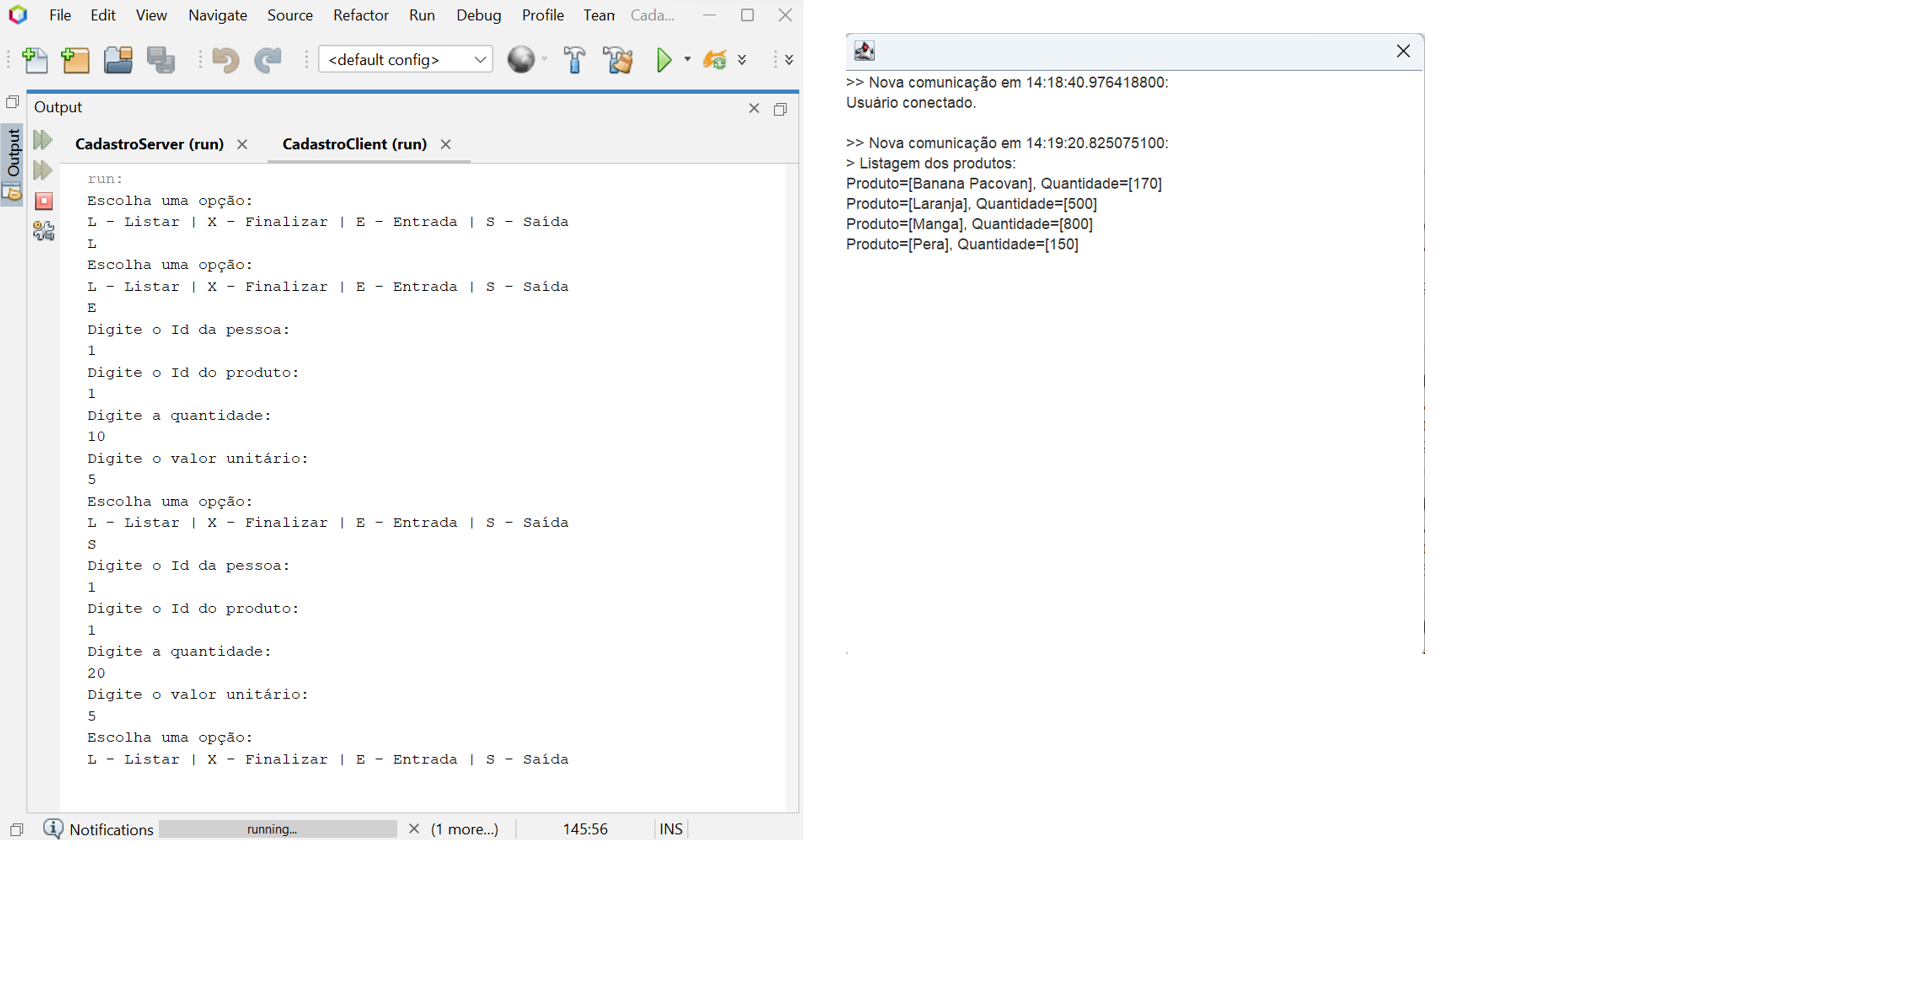 File Edit View Navigate Source Refactor Run Debug Profile Team Cada...
<default config>
Output
Output
CadastroServer (run) CadastroClient (run)
run:
Escolha uma opção:
L - Listar | X - Finalizar | E - Entrada | S - Saída
L
Escolha uma opção:
L - Listar | X - Finalizar | E - Entrada | S - Saída
E
Digite o Id da pessoa:
1
Digite o Id do produto:
1
Digite a quantidade:
10
Digite o valor unitário:
5
Escolha uma opção:
L - Listar | X - Finalizar | E - Entrada | S - Saída
S
Digite o Id da pessoa:
1
Digite o Id do produto:
1
Digite a quantidade:
20
Digite o valor unitário:
5
Escolha uma opção:
L - Listar | X - Finalizar | E - Entrada | S - Saída
Notifications running... (1 more...) 145:56 INS
>> Nova comunicação em 14:18:40.976418800:
Usuário conectado.
>> Nova comunicação em 14:19:20.825075100:
> Listagem dos produtos:
Produto=[Banana Pacovan], Quantidade=[170]
Produto=[Laranja], Quantidade=[500]
Produto=[Manga], Quantidade=[800]
Produto=[Pera], Quantidade=[150]